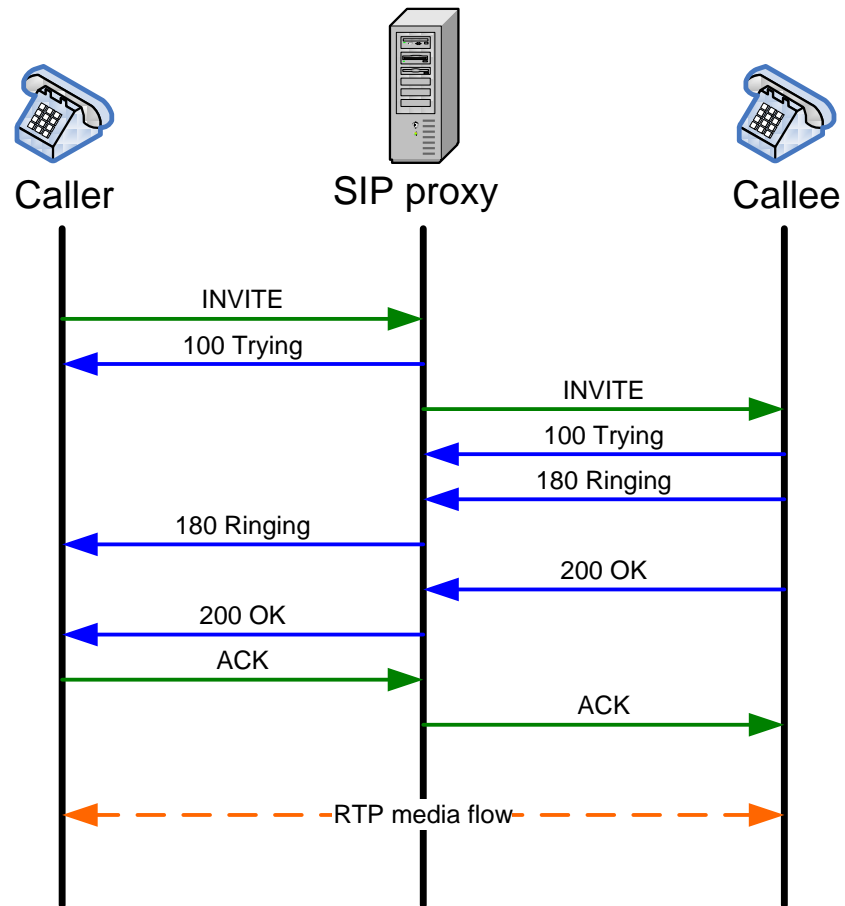 Caller
SIP proxy
Callee
INVITE
100 Trying
INVITE
100 Trying
180 Ringing
180 Ringing
200 OK
200 OK
ACK
ACK
RTP media flow